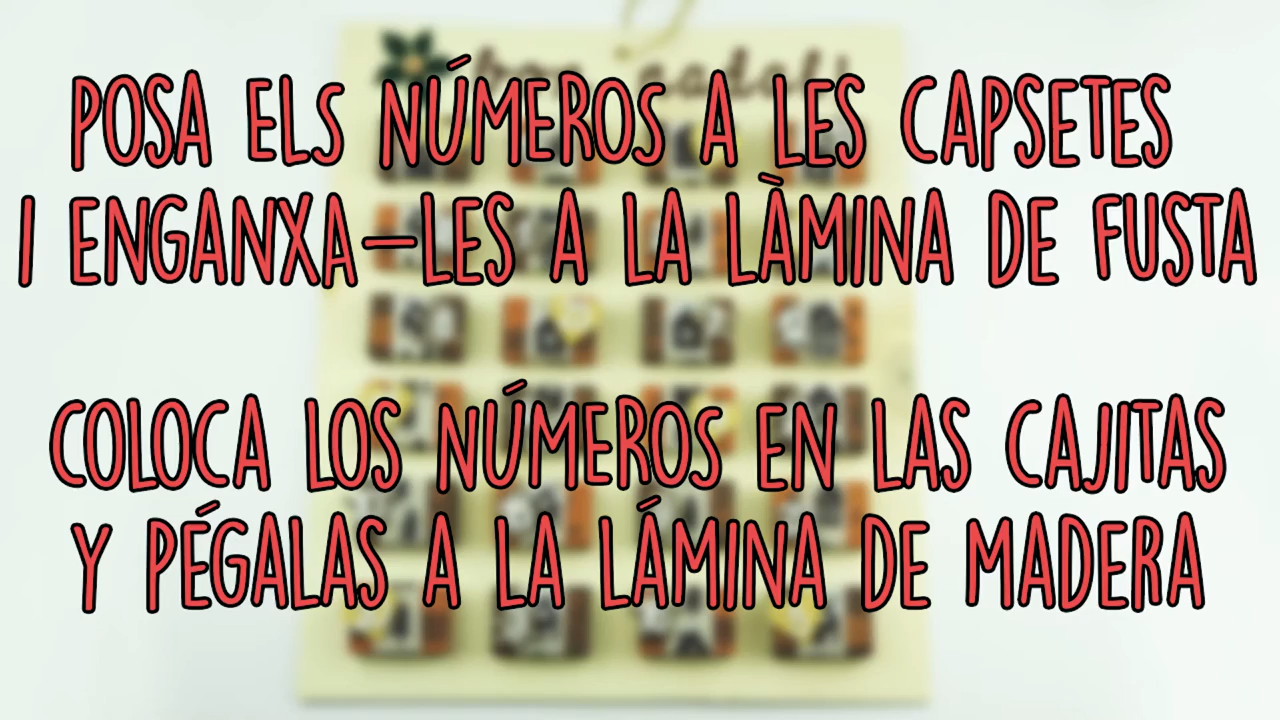 POSA ELS NÚMEROS A LES CAPSETES
I ENGANXA-LES A LA LÀMINA DE FUSTA
COLOCA LOS NÚMEROS EN LAS CAJITAS
Y PÉGALAS A LA LÁMINA DE MADERA